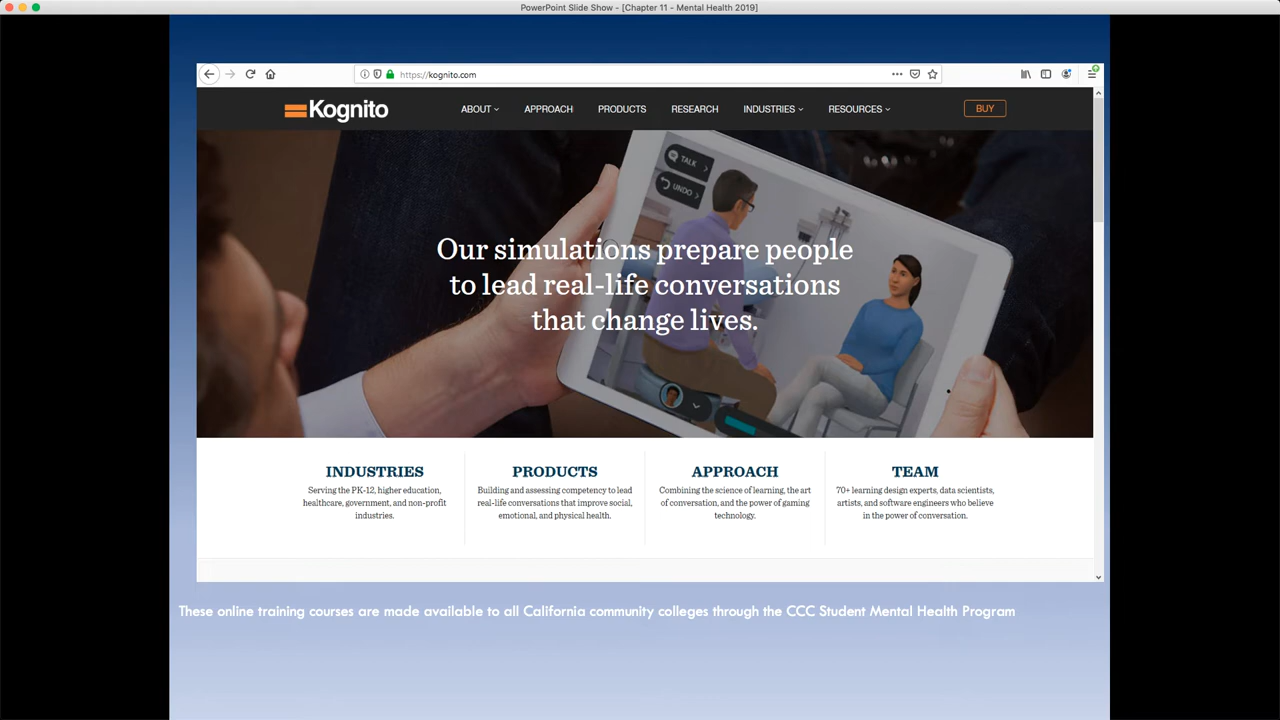 PowerPoint Slide Show - [Chapter 11 - Mental Health 2019]
https://kognito.com
Kognito
ABOUT APPROACH PRODUCTS RESEARCH INDUSTRIES RESOURCES BUY
TALK
UNDO
Our simulations prepare people
to lead real-life conversations
that change lives.
INDUSTRIES
Serving the PK-12, higher education,
healthcare, government, and non-profit
industries.
PRODUCTS
Building and assessing competency to lead
real-life conversations that improve social,
emotional, and physical health.
APPROACH
Combining the science of learning, the art
of conversation, and the power of gaming
technology.
TEAM
70+ learning design experts, data scientists,
artists, and software engineers who believe
in the power of conversation.
These online training courses are made available to all California community colleges through the CCC Student Mental Health Program